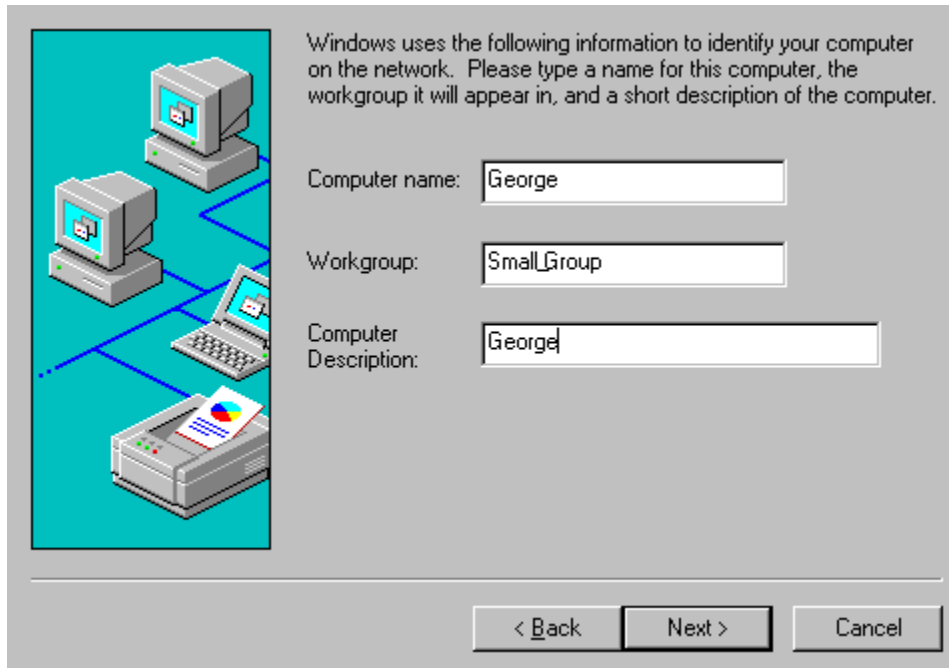 Windows uses the following information to identify your computer
on the network.  Please type a name for this computer, the
workgroup it will appear in, and a short description of the computer.
Computer name: George
Workgroup: Small_Group
Computer
Description: George
< Back Next > Cancel